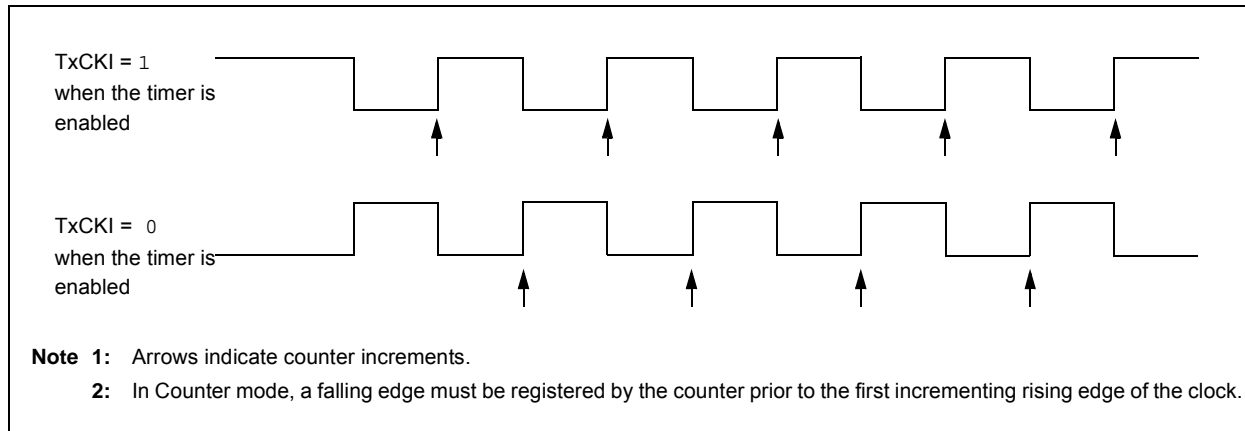 TxCKI = 1
when the timer is
enabled
TxCKI = 0
when the timer is
enabled
Note 1: Arrows indicate counter increments.
2: In Counter mode, a falling edge must be registered by the counter prior to the first incrementing rising edge of the clock.